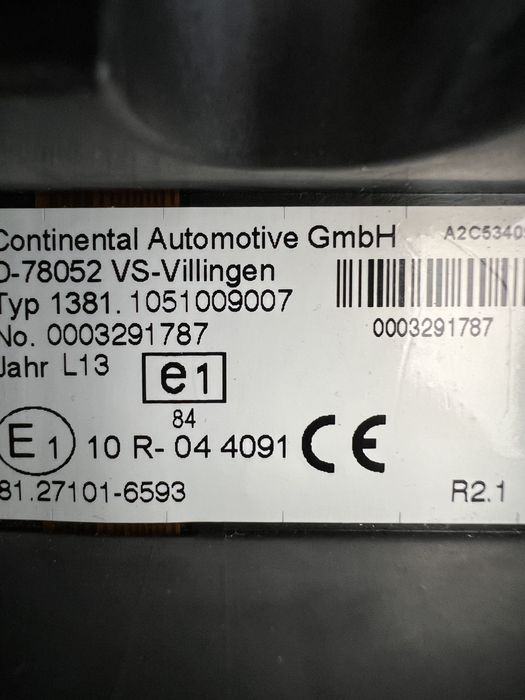 Continental Automotive GmbH A2C5340
D-78052 VS-Villingen
Typ 1381.1051009007
No. 0003291787 0003291787
Jahr L13 e1
84
E1 10 R- 04 4091 CE
81.27101-6593 R2.1